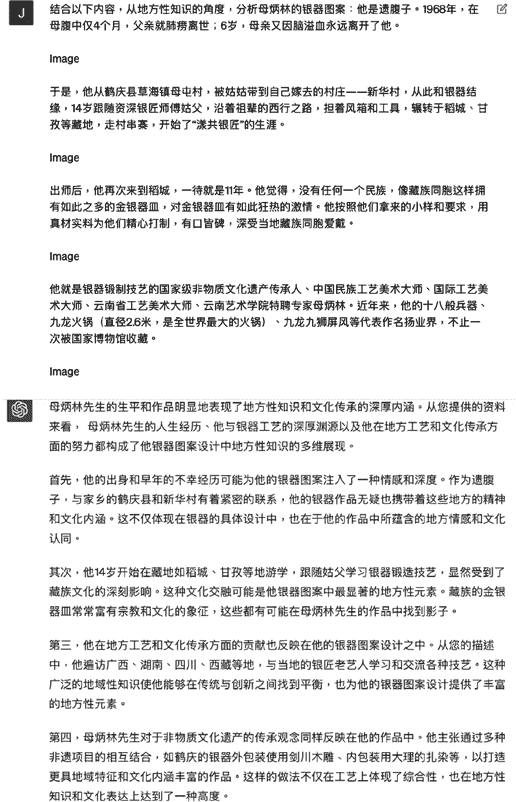 J
结合以下内容，从地方性知识的角度，分析母炳林的银器图案：他是遗腹子。1968年，在
母腹中仅4个月，父亲就肺痨离世；6岁，母亲又因脑溢血永远离开了他。
Image
于是，他从鹤庆县草海镇母屯村，被姑姑带到自己嫁去的村庄——新华村，从此和银器结
缘，14岁跟随资深银匠师傅姑父，沿着祖辈的西行之路，担着风箱和工具，辗转于稻城、甘
孜等藏地，走村串寨，开始了“漾共银匠”的生涯。
Image
出师后，他再次来到稻城，一待就是11年。他觉得，没有任何一个民族，像藏族同胞这样拥
有如此之多的金银器皿，对金银器皿有如此狂热的激情。他按照他们拿来的小样和要求，用
真材实料为他们精心打制，有口皆碑，深受当地藏族同胞爱戴。
Image
他就是银器锻制技艺的国家级非物质文化遗产传承人、中国民族工艺美术大师、国际工艺美
术大师、云南省工艺美术大师、云南艺术学院特聘专家母炳林。近年来，他的十八般兵器、
九龙火锅（直径2.6米，是全世界最大的火锅）、九龙九狮屏风等代表作名扬业界，不止一
次被国家博物馆收藏。
Image
母炳林先生的生平和作品明显地表现了地方性知识和文化传承的深厚内涵。从您提供的资料
来看， 母炳林先生的人生经历、他与银器工艺的深厚渊源以及他在地方工艺和文化传承方
面的努力都构成了他银器图案设计中地方性知识的多维展现。
首先，他的出身和早年的不幸经历可能为他的银器图案注入了一种情感和深度。作为遗腹
子，与家乡的鹤庆县和新华村有着紧密的联系，他的银器作品无疑也携带着这些地方的精神
和文化内涵。这不仅体现在银器的具体设计中，也在于他的作品中所蕴含的地方情感和文化
认同。
其次，他14岁开始在藏地如稻城、甘孜等地游学，跟随姑父学习银器锻造技艺，显然受到了
藏族文化的深刻影响。这种文化交融可能是他银器图案中最显著的地方性元素。藏族的金银
器皿常常富有宗教和文化的象征，这些都有可能在母炳林先生的作品中找到影子。
第三，他在地方工艺和文化传承方面的贡献也反映在他的银器图案设计之中。从您的描述
中，他遍访广西、湖南、四川、西藏等地，与当地的银匠老艺人学习和交流各种技艺。这种
广泛的地域性知识使他能够在传统与创新之间找到平衡，也为他的银器图案设计提供了丰富
的地方性元素。
第四，母炳林先生对于非物质文化遗产的传承观念同样反映在他的作品中。他主张通过多种
非遗项目的相互结合，如鹤庆的银器外包装使用剑川木雕、内包装用大理的扎染等，以打造
更具地域特征和文化内涵丰富的作品。这样的做法不仅在工艺上体现了综合性，也在地方性
知识和文化表达上达到了一种高度。